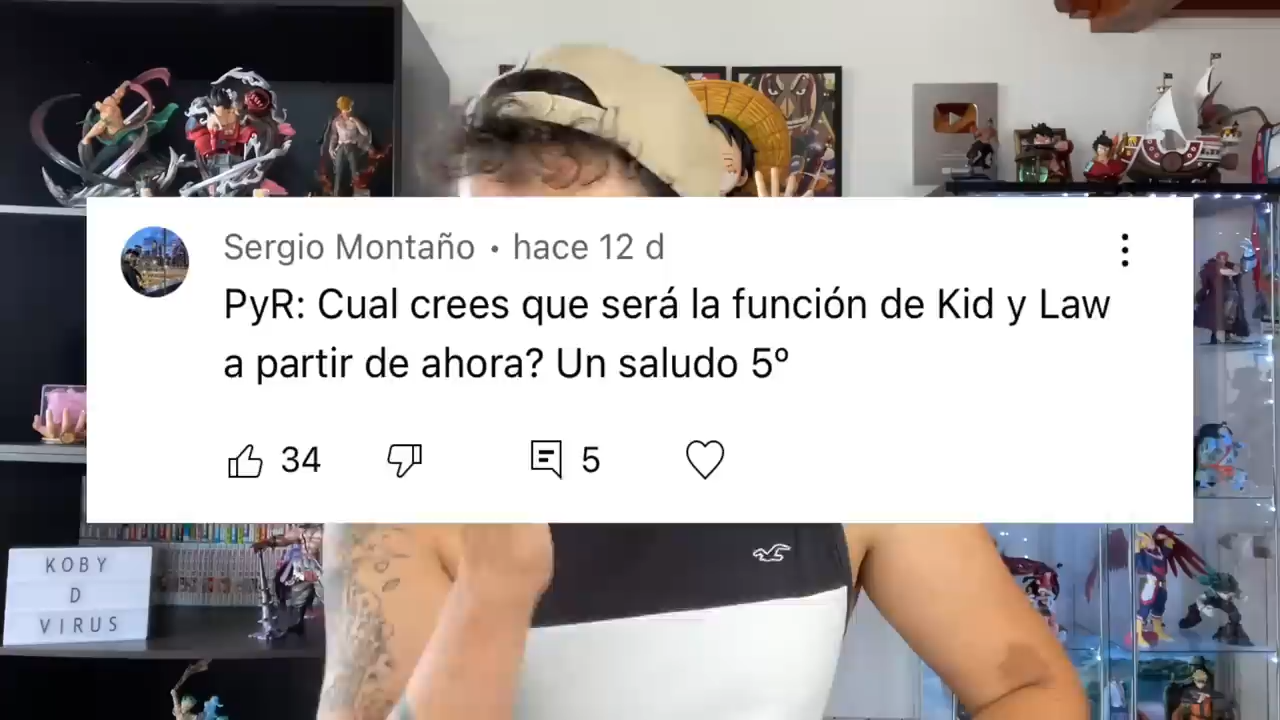 Sergio Montaño • hace 12 d
PyR: Cual crees que será la función de Kid y Law
a partir de ahora? Un saludo 5º
34
5
KOBY
D
VIRUS